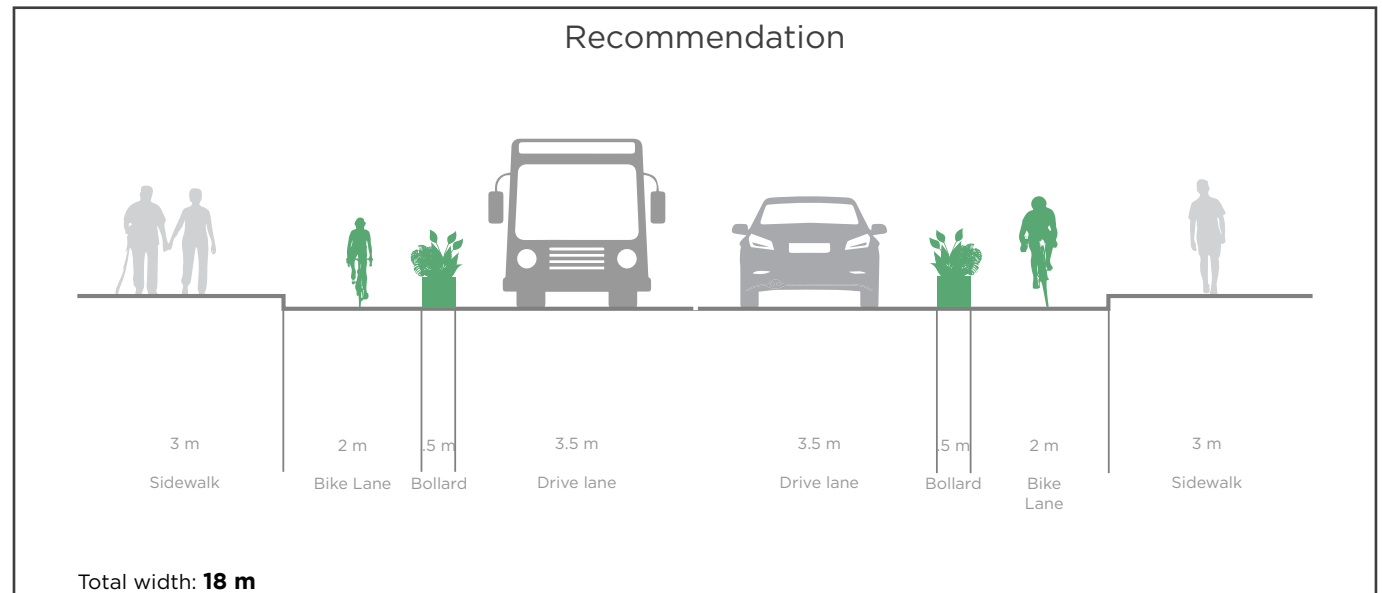 Recommendation
3 m
2 m
.5 m
3.5 m
3.5 m
.5 m
2 m
3 m
Sidewalk
Bike Lane
Bollard
Drive lane
Drive lane
Bollard
Bike
Lane
Sidewalk
Total width: 18 m